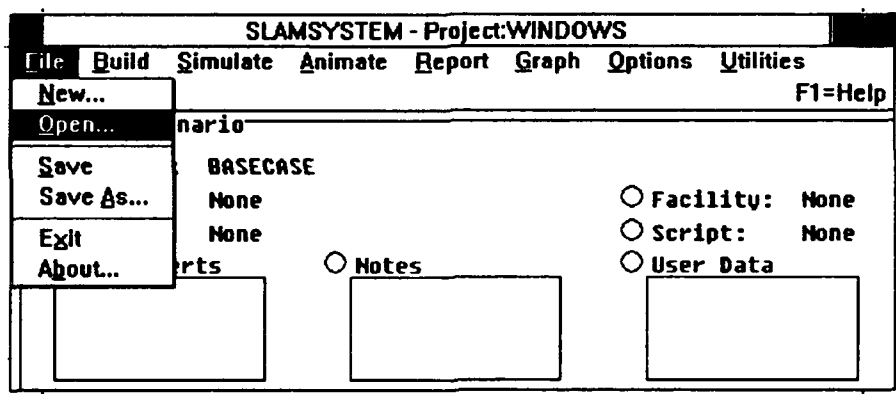 SLAMSYSTEM - Project:WINDOWS
File Build Simulate Animate Report Graph Options Utilities
New... F1=Help
Open... nario
Save : BASECASE
Save As... None Facility: None
Exit None Script: None
About... erts Notes User Data